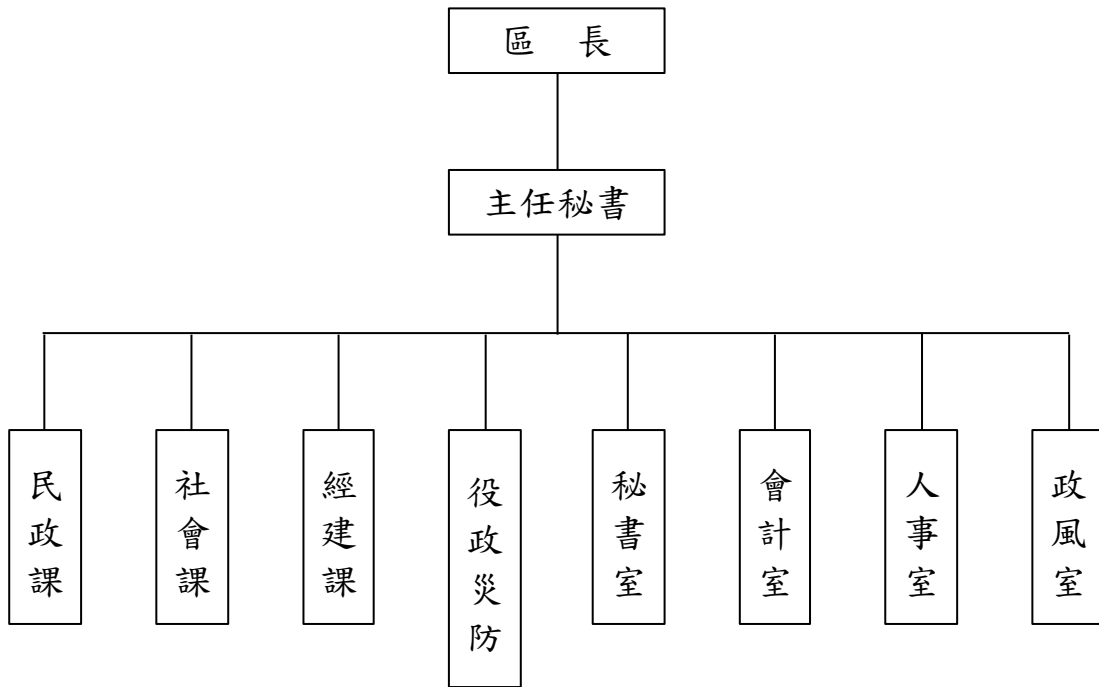 區 長
主任秘書
民政課
社會課
經建課
役政災防
秘書室
會計室
人事室
政風室